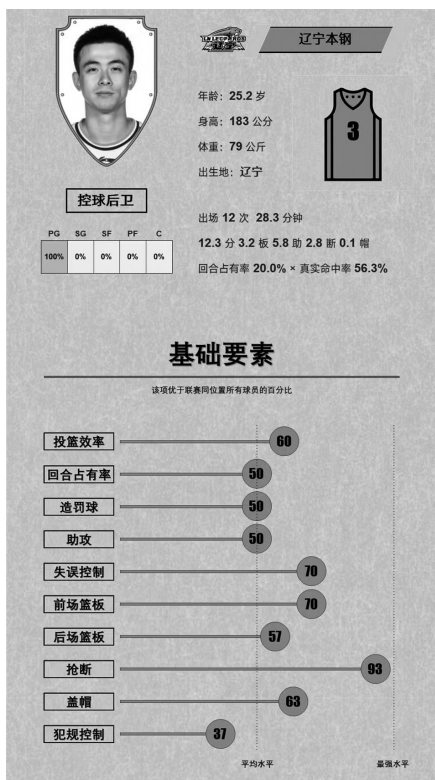 辽宁本钢
年龄：25.2 岁
身高：183 公分
体重：79 公斤
出生地：辽宁
3
控球后卫
PG SG SF PF C
100% 0% 0% 0% 0%
出场 12 次 28.3 分钟
12.3 分 3.2 板 5.8 助 2.8 断 0.1 帽
回合占有率 20.0% × 真实命中率 56.3%
基础要素
该项优于联赛同位置所有球员的百分比
投篮效率 60
回合占有率 50
造罚球 50
助攻 50
失误控制 70
前场篮板 70
后场篮板 57
抢断 93
盖帽 63
犯规控制 37
平均水平 最强水平